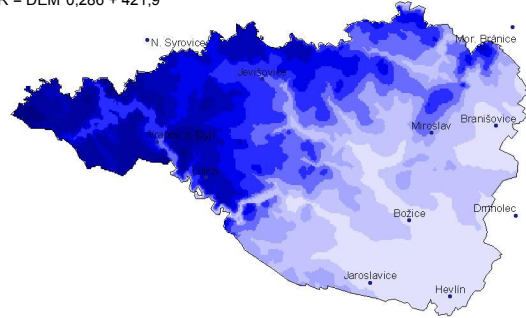 R = DEM*0,286 + 421,9
N. Syrovice
Mor. Bránice
Jevišovice
Branišovice
Miroslav
Božice
Drnholec
Jaroslavice
Hevlín